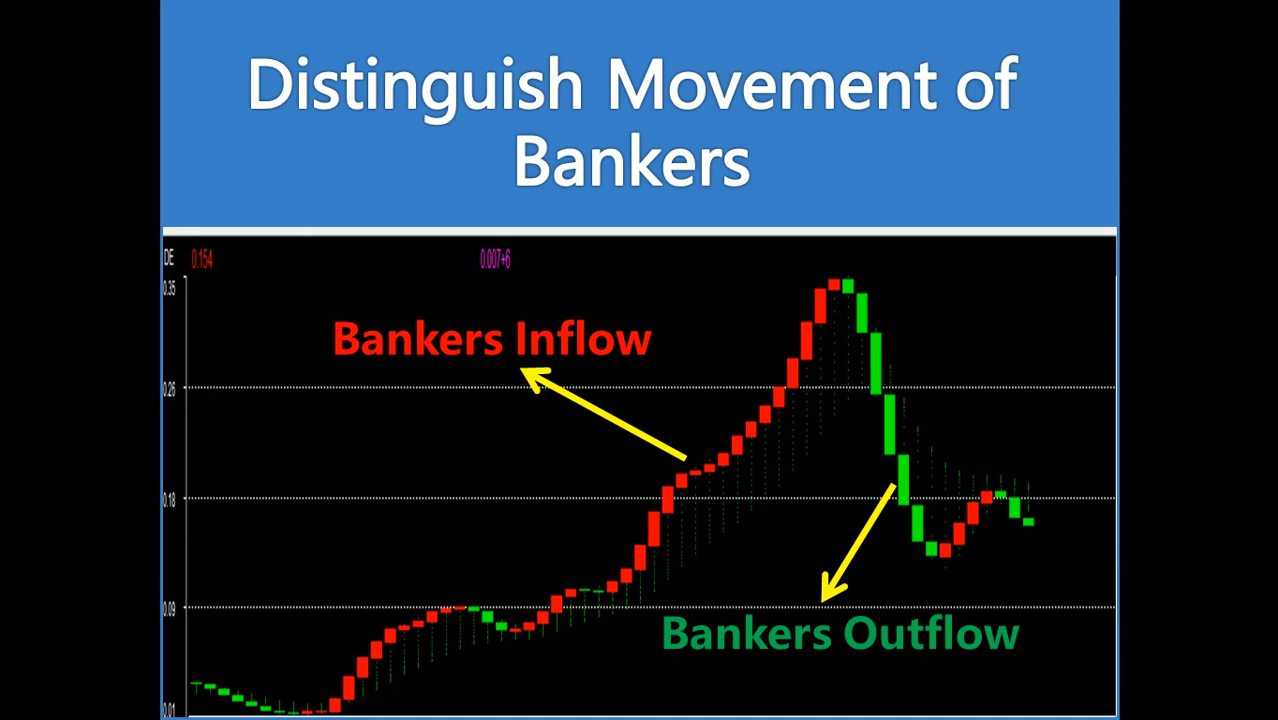 Distinguish Movement of
Bankers
DE 0.154 0.007+6
0.35
Bankers Inflow
0.26
0.18
0.09
Bankers Outflow
0.01